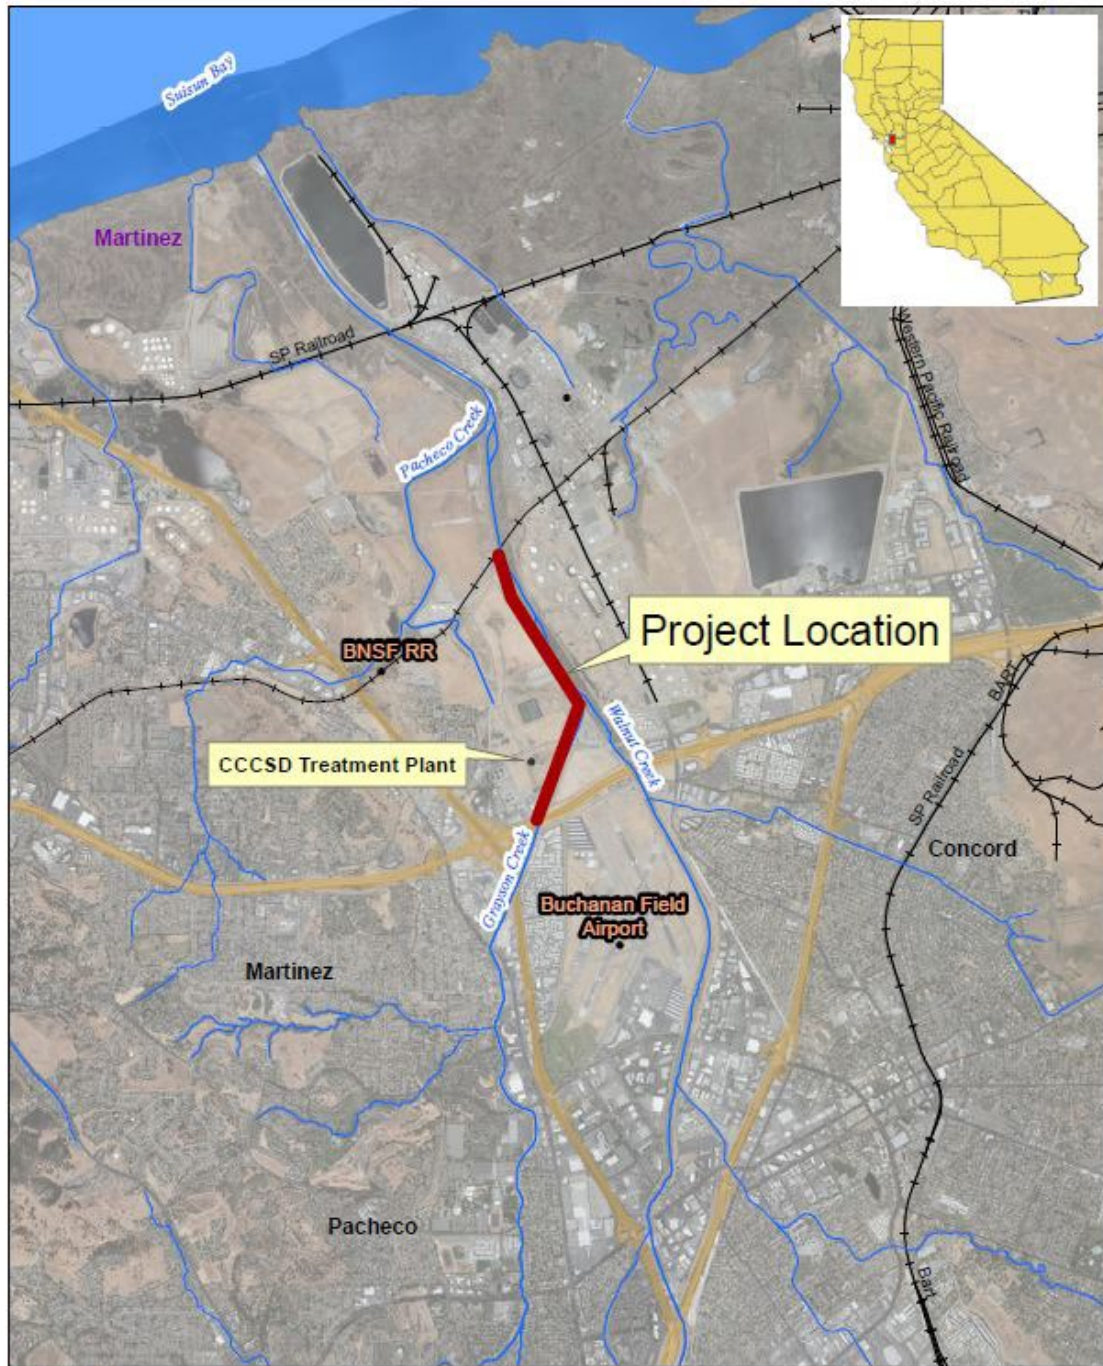 Suisun Bay
Martinez
SP Railroad
Western Pacific Railroad
Pacheco Creek
Project Location
BNSF RR
BART
Walnut Creek
CCCSD Treatment Plant
SP Railroad
Concord
Grayson Creek
Buchanan Field
Airport
Martinez
Pacheco
Bart